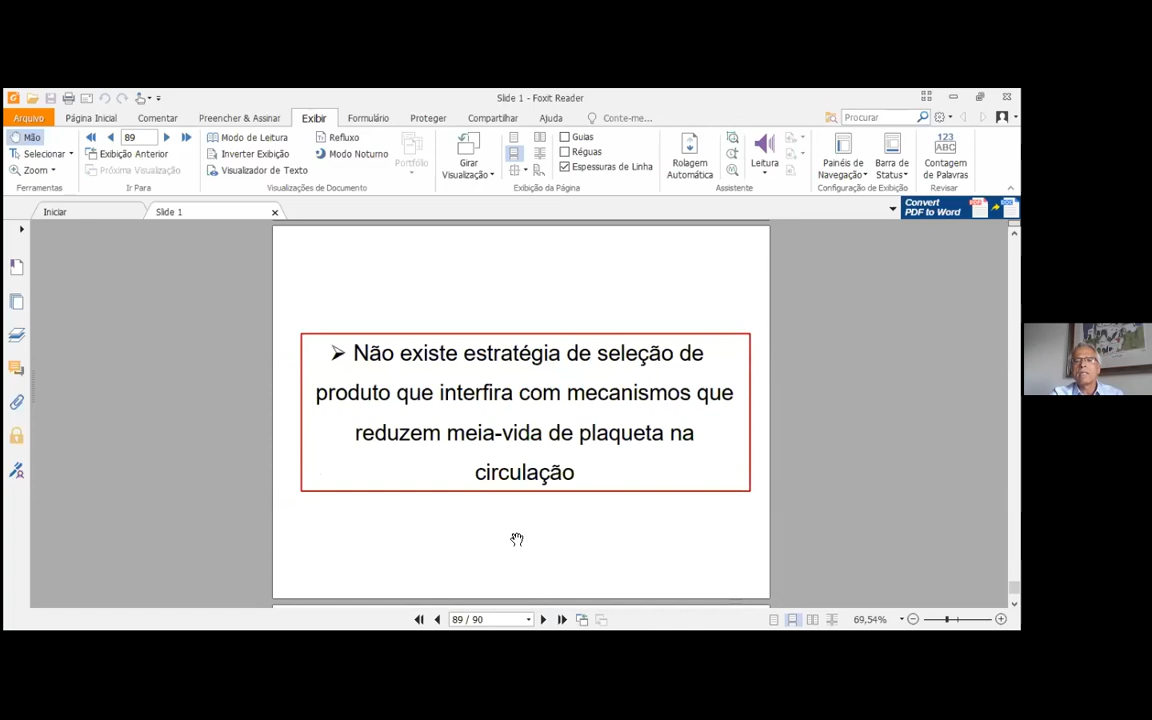 Slide 1 - Foxit Reader
Arquivo Página Inicial Comentar Preencher & Assinar Exibir Formulário Proteger Compartilhar Ajuda Conte-me... Procurar
Mão 89 Modo de Leitura Refluxo Guias
Selecionar Exibição Anterior Inverter Exibição Modo Noturno Réguas
Zoom Próxima Visualização Visualizador de Texto Portfólio Girar Visualização Espessuras de Linha Rolagem Automática Leitura Painéis de Navegação Barra de Status 123 ABC Contagem de Palavras
Ferramentas Ir Para Visualizações de Documento Exibição da Página Assistente Configuração de Exibição Revisar
Iniciar Slide 1 Convert PDF to Word
➢ Não existe estratégia de seleção de
produto que interfira com mecanismos que
reduzem meia-vida de plaqueta na
circulação
89 / 90 69,54%